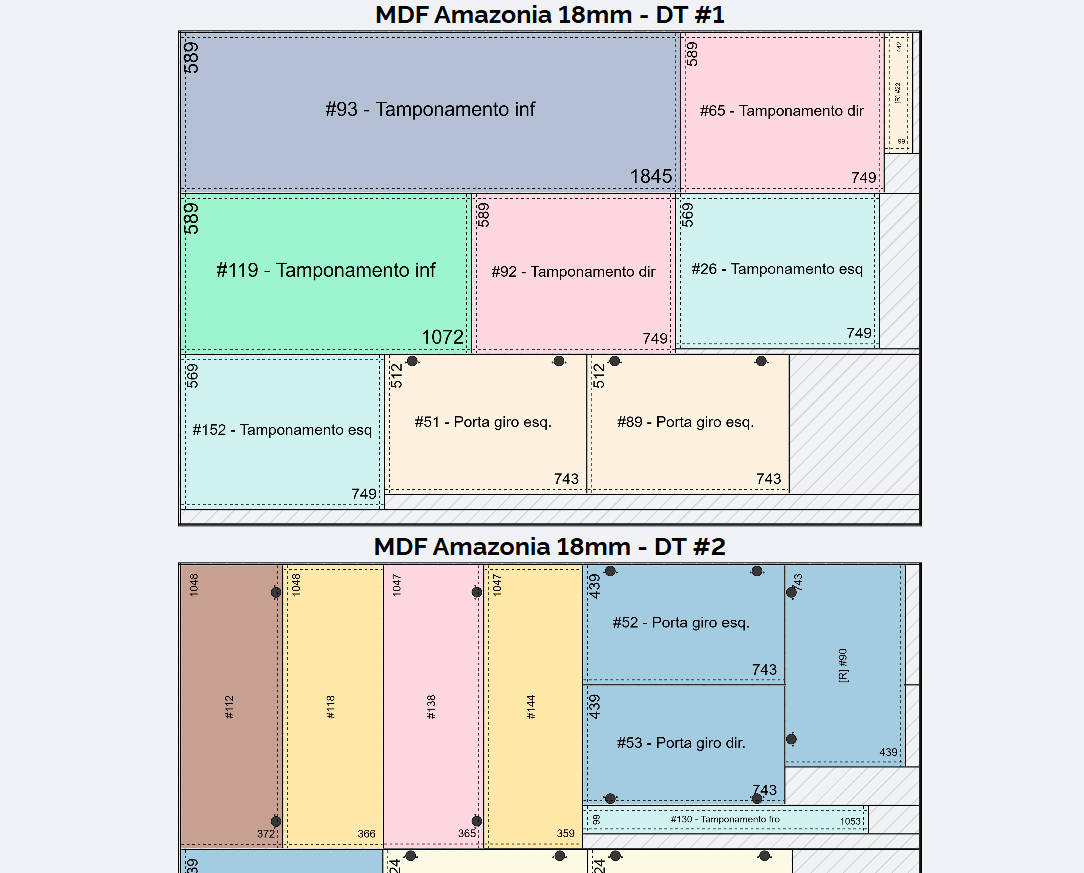 MDF Amazonia 18mm - DT #1
589
#93 - Tamponamento inf
1845
589
#65 - Tamponamento dir
749
442
[R] #22
99
589
#119 - Tamponamento inf
1072
589
#92 - Tamponamento dir
749
569
#26 - Tamponamento esq
749
569
#152 - Tamponamento esq
749
512
#51 - Porta giro esq.
743
512
#89 - Porta giro esq.
743
MDF Amazonia 18mm - DT #2
1048
#112
372
1048
#118
366
1047
#138
365
1047
#144
359
439
#52 - Porta giro esq.
743
439
#53 - Porta giro dir.
743
743
[R] #90
439
99
#130 - Tamponamento fro
1053